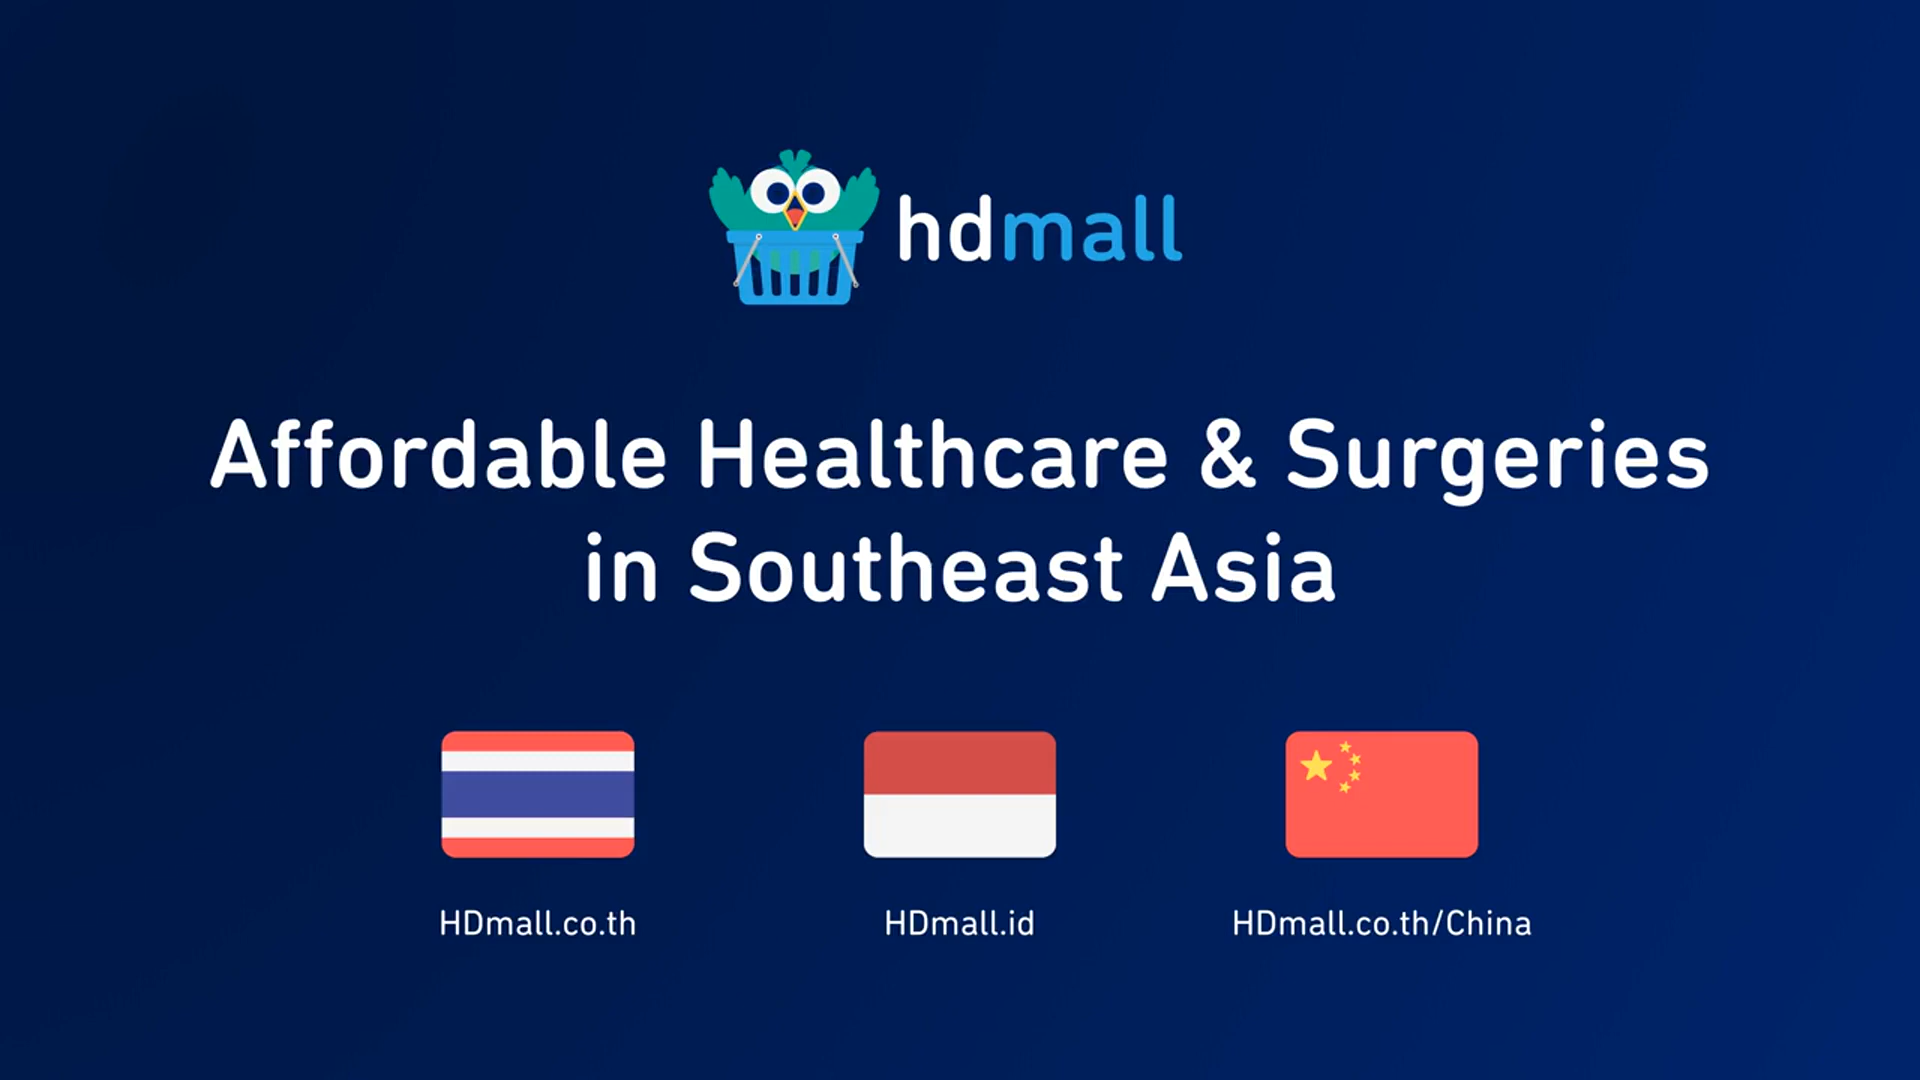 hdmall
Affordable Healthcare & Surgeries
in Southeast Asia
HDmall.co.th
HDmall.id
HDmall.co.th/China